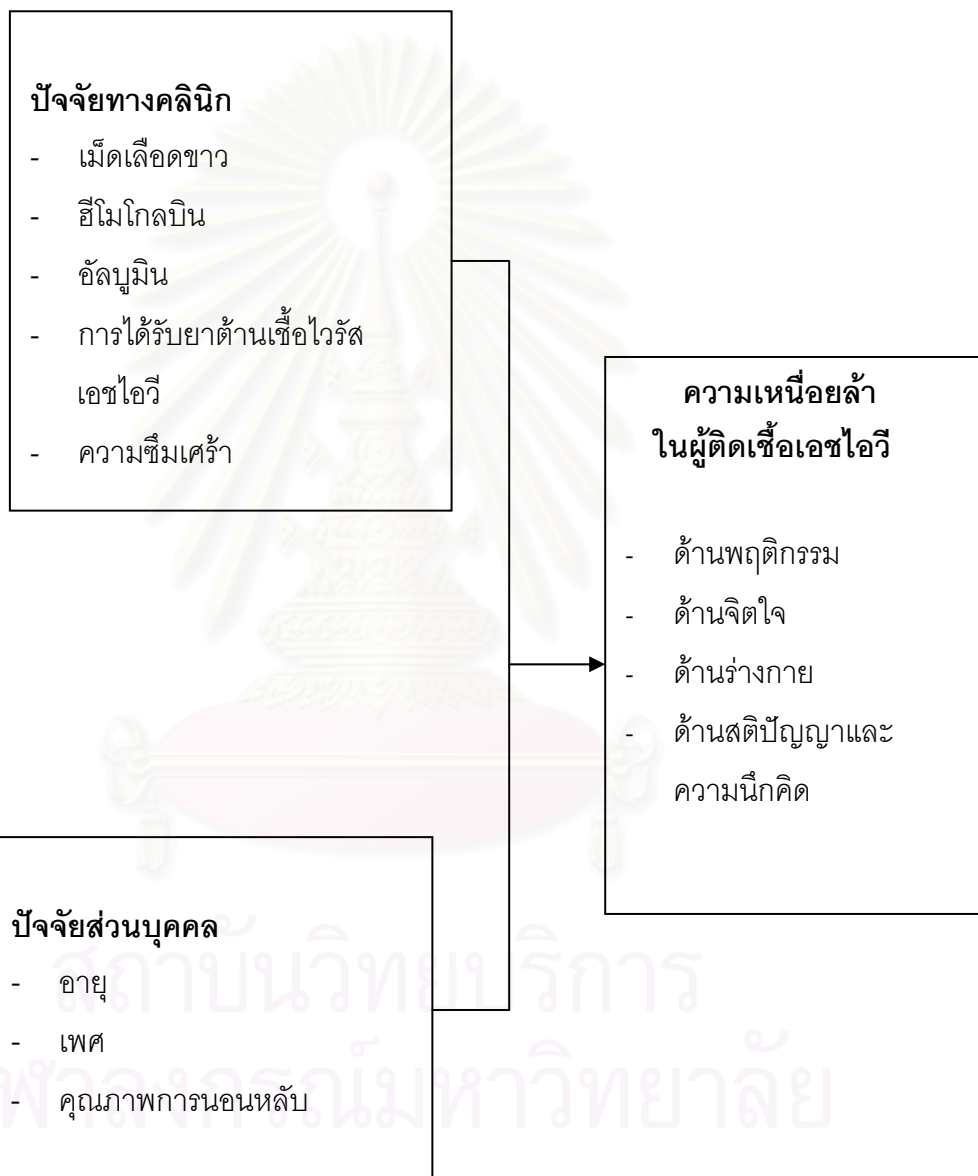 ปัจจัยทางคลินิก
- เม็ดเลือดขาว
- ฮีโมโกลบิน
- อัลบูมิน
- การได้รับยาต้านเชื้อไวรัส
เอชไอวี
- ความซึมเศร้า
ความเหนื่อยล้า
ในผู้ติดเชื้อเอชไอวี
- ด้านพฤติกรรม
- ด้านจิตใจ
- ด้านร่างกาย
- ด้านสติปัญญาและ
ความนึกคิด
ปัจจัยส่วนบุคคล
- อายุ
- เพศ
- คุณภาพการนอนหลับ
สถาบันวิทยบริการ
ฬาลงกรณ์มหาวิทยาลัย